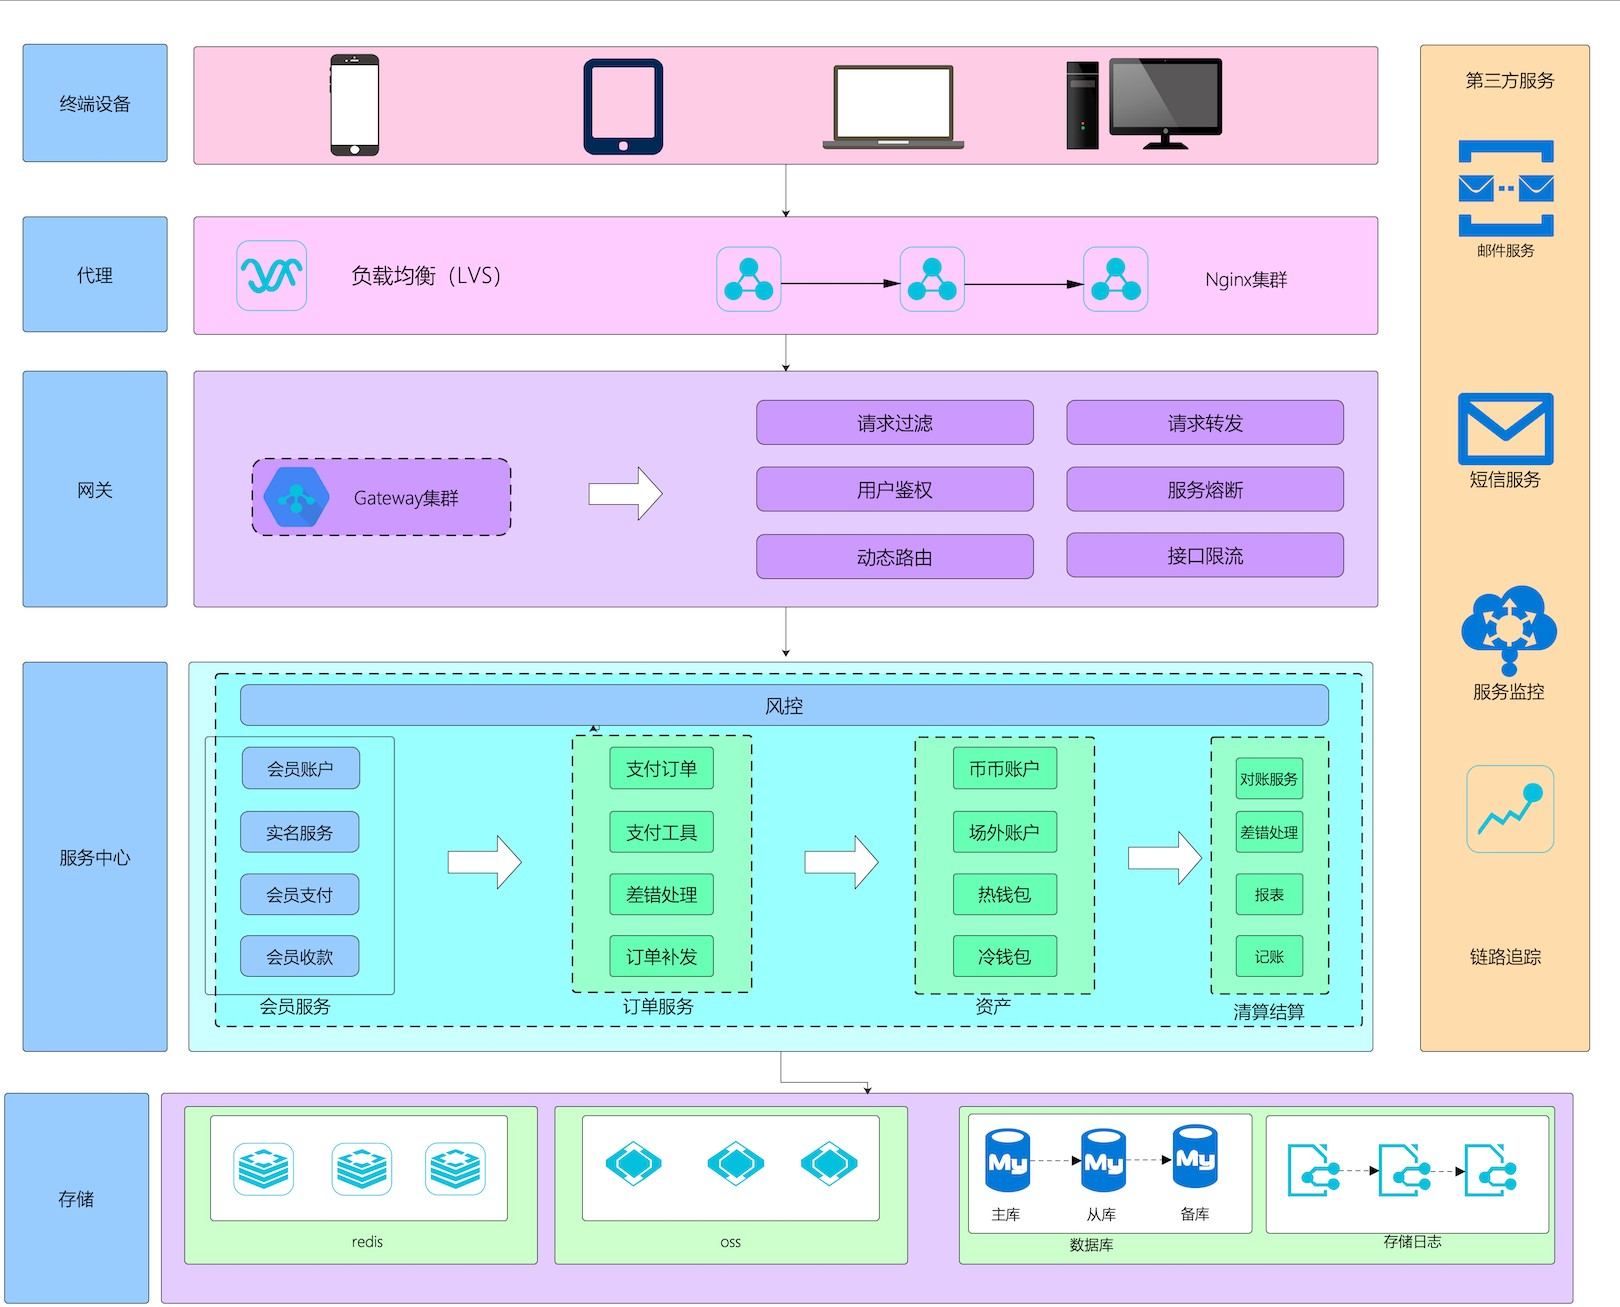 终端设备
第三方服务
邮件服务
代理
负载均衡（LVS）
Nginx集群
网关
Gateway集群
请求过滤
请求转发
用户鉴权
服务熔断
动态路由
接口限流
短信服务
服务监控
链路追踪
服务中心
风控
会员账户
实名服务
会员支付
会员收款
会员服务
支付订单
支付工具
差错处理
订单补发
订单服务
币币账户
场外账户
热钱包
冷钱包
资产
对账服务
差错处理
报表
记账
清算结算
存储
redis
oss
My
My
My
主库
从库
备库
数据库
存储日志